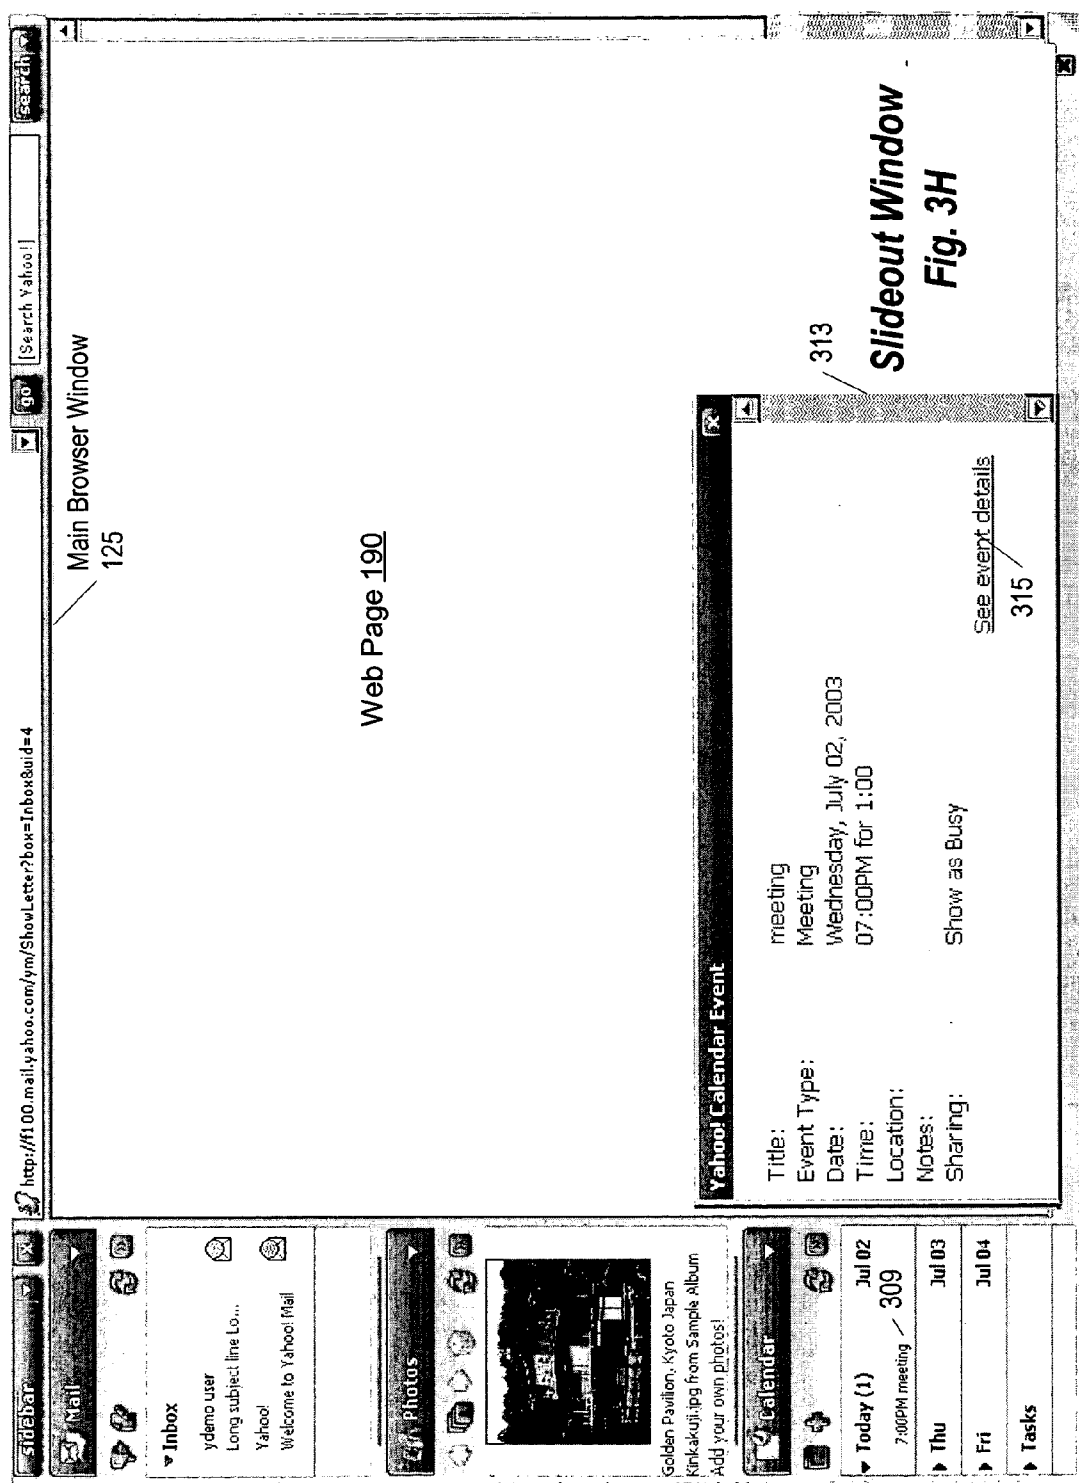 sidebar
http://f100.mail.yahoo.com/ym/ShowLetter?box=Inbox&uid=4
go
[Search Yahoo!]
search
Mail
Inbox
ydemo user
Long subject line Lo...
Yahoo!
Welcome to Yahoo! Mail
Photos
Golden Pavilion, Kyoto Japan
Kinkakuji.jpg from Sample Album
Add your own photos!
Calendar
Today (1) Jul 02
7:00PM meeting 309
Thu Jul 03
Fri Jul 04
Tasks
Main Browser Window
125
Web Page 190
Yahoo! Calendar Event
Title: meeting
Event Type: Meeting
Date: Wednesday, July 02, 2003
Time: 07:00PM for 1:00
Location:
Notes:
Sharing: Show as Busy
See event details
315
313
Slideout Window
Fig. 3H